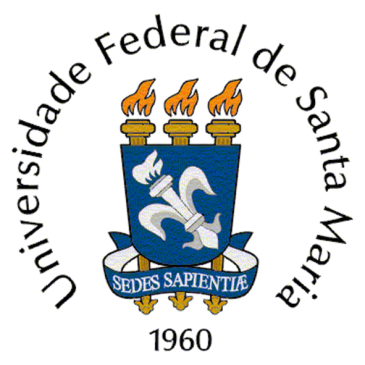 Universidade Federal de Santa Maria
SEDES SAPIENTIÆ
1960